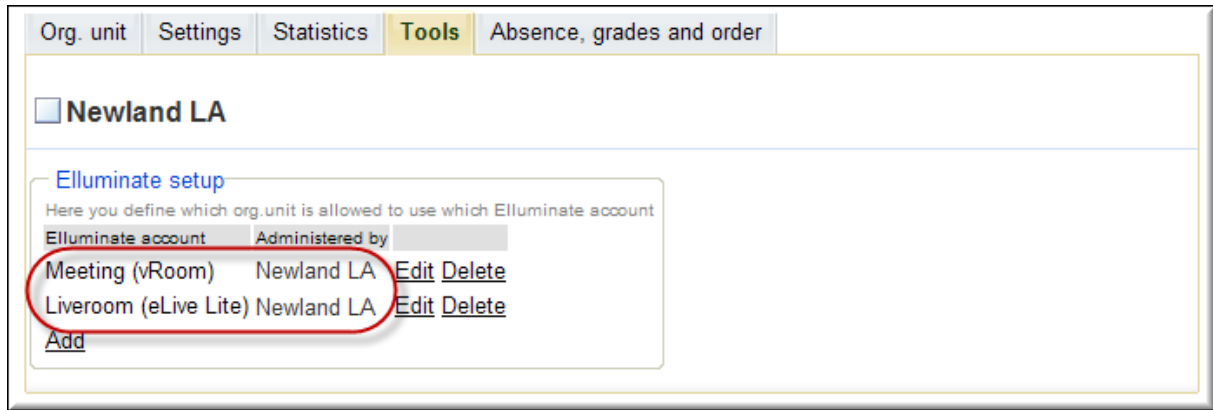 Org. unit Settings Statistics Tools Absence, grades and order
Newland LA
Elluminate setup
Here you define which org.unit is allowed to use which Elluminate account
Elluminate account Administered by
Meeting (vRoom) Newland LA Edit Delete
Liveroom (eLive Lite) Newland LA Edit Delete
Add